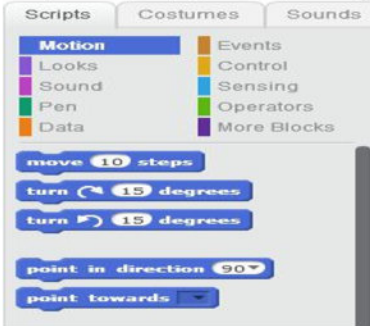 Scripts Costumes Sounds
Motion Events
Looks Control
Sound Sensing
Pen Operators
Data More Blocks
move 10 steps
turn 15 degrees
turn 15 degrees
point in direction 90
point towards